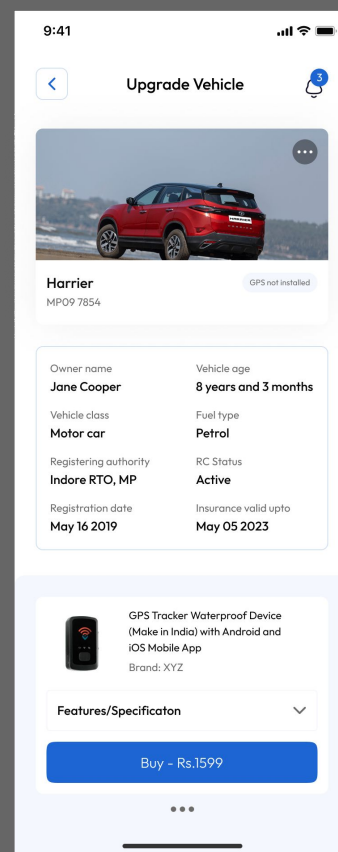 9:41
Upgrade Vehicle
3
HARRIER
Harrier
GPS not installed
MP09 7854
Owner name
Vehicle age
Jane Cooper
8 years and 3 months
Vehicle class
Fuel type
Motor car
Petrol
Registering authority
RC Status
Indore RTO, MP
Active
Registration date
Insurance valid upto
May 16 2019
May 05 2023
GPS Tracker Waterproof Device
(Make in India) with Android and
iOS Mobile App
Brand: XYZ
Features/Specificaton
Buy - Rs.1599